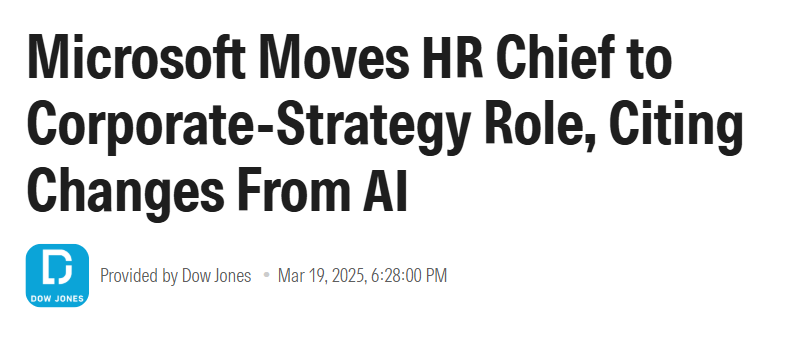 Microsoft Moves HR Chief to
Corporate-Strategy Role, Citing
Changes From AI
DJ
DOW JONES
Provided by Dow Jones • Mar 19, 2025, 6:28:00 PM